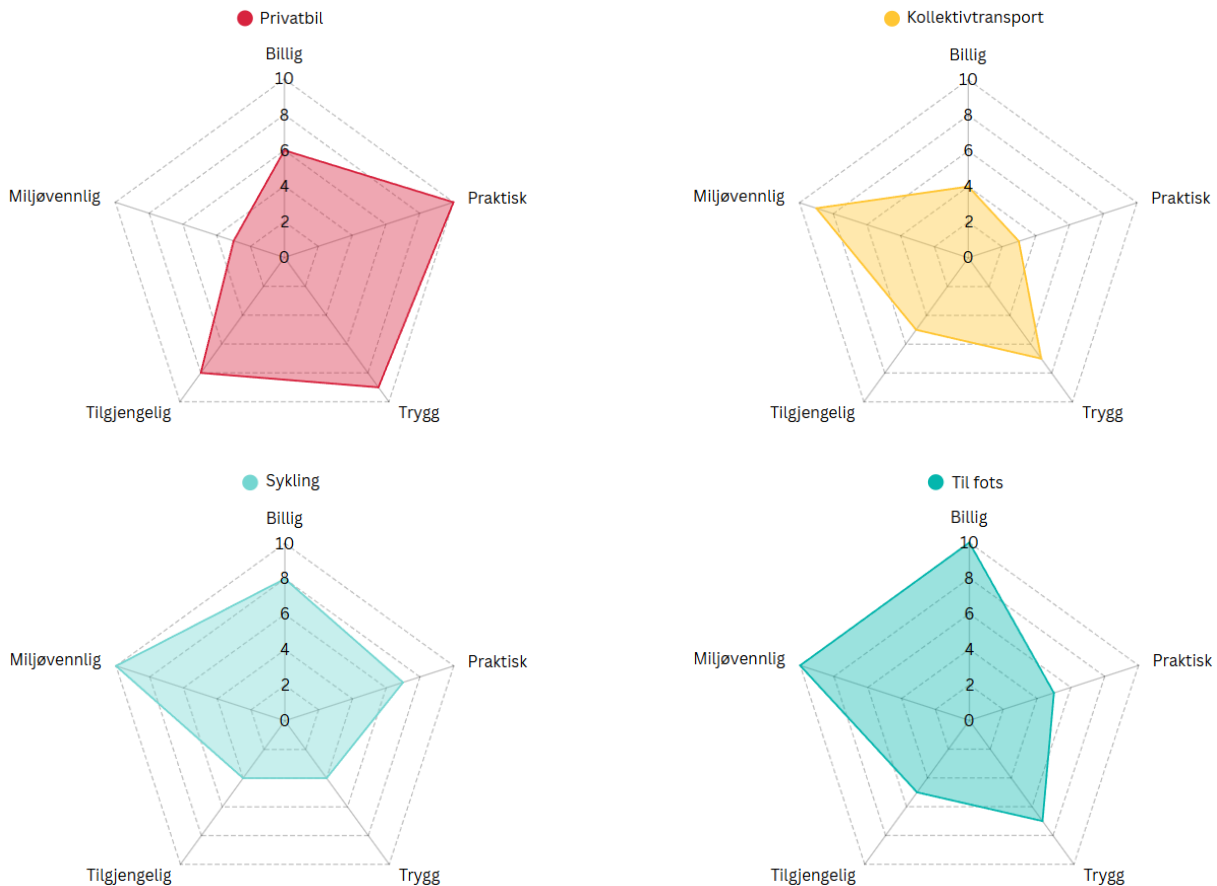 Privatbil
Billig
10
8
6
4
2
0
Praktisk
Trygg
Tilgjengelig
Miljøvennlig
Kollektivtransport
Billig
10
8
6
4
2
0
Praktisk
Trygg
Tilgjengelig
Miljøvennlig
Sykling
Billig
10
8
6
4
2
0
Praktisk
Trygg
Tilgjengelig
Miljøvennlig
Til fots
Billig
10
8
6
4
2
0
Praktisk
Trygg
Tilgjengelig
Miljøvennlig